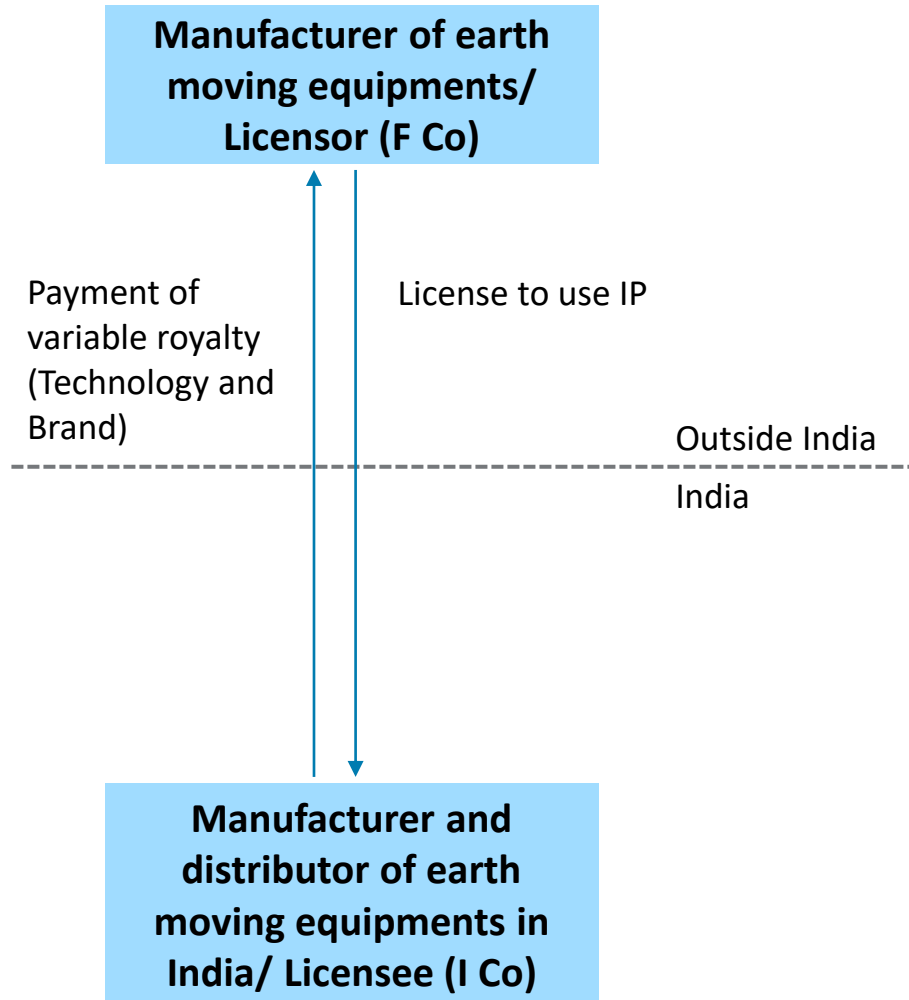 Manufacturer of earth
moving equipments/
Licensor (F Co)
Payment of
variable royalty
(Technology and
Brand)
License to use IP
Outside India
India
Manufacturer and
distributor of earth
moving equipments in
India/ Licensee (I Co)